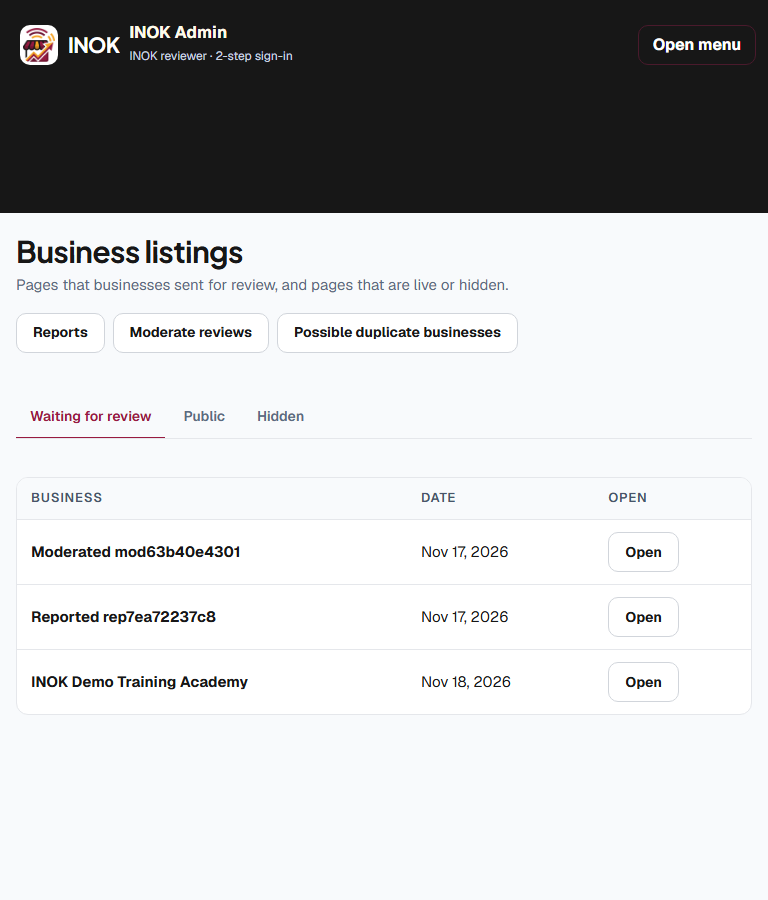 INOK
INOK Admin
INOK reviewer · 2-step sign-in
Open menu
Business listings
Pages that businesses sent for review, and pages that are live or hidden.
Reports
Moderate reviews
Possible duplicate businesses
Waiting for review
Public
Hidden
BUSINESS DATE OPEN
Moderated mod63b40e4301 Nov 17, 2026 Open
Reported rep7ea72237c8 Nov 17, 2026 Open
INOK Demo Training Academy Nov 18, 2026 Open